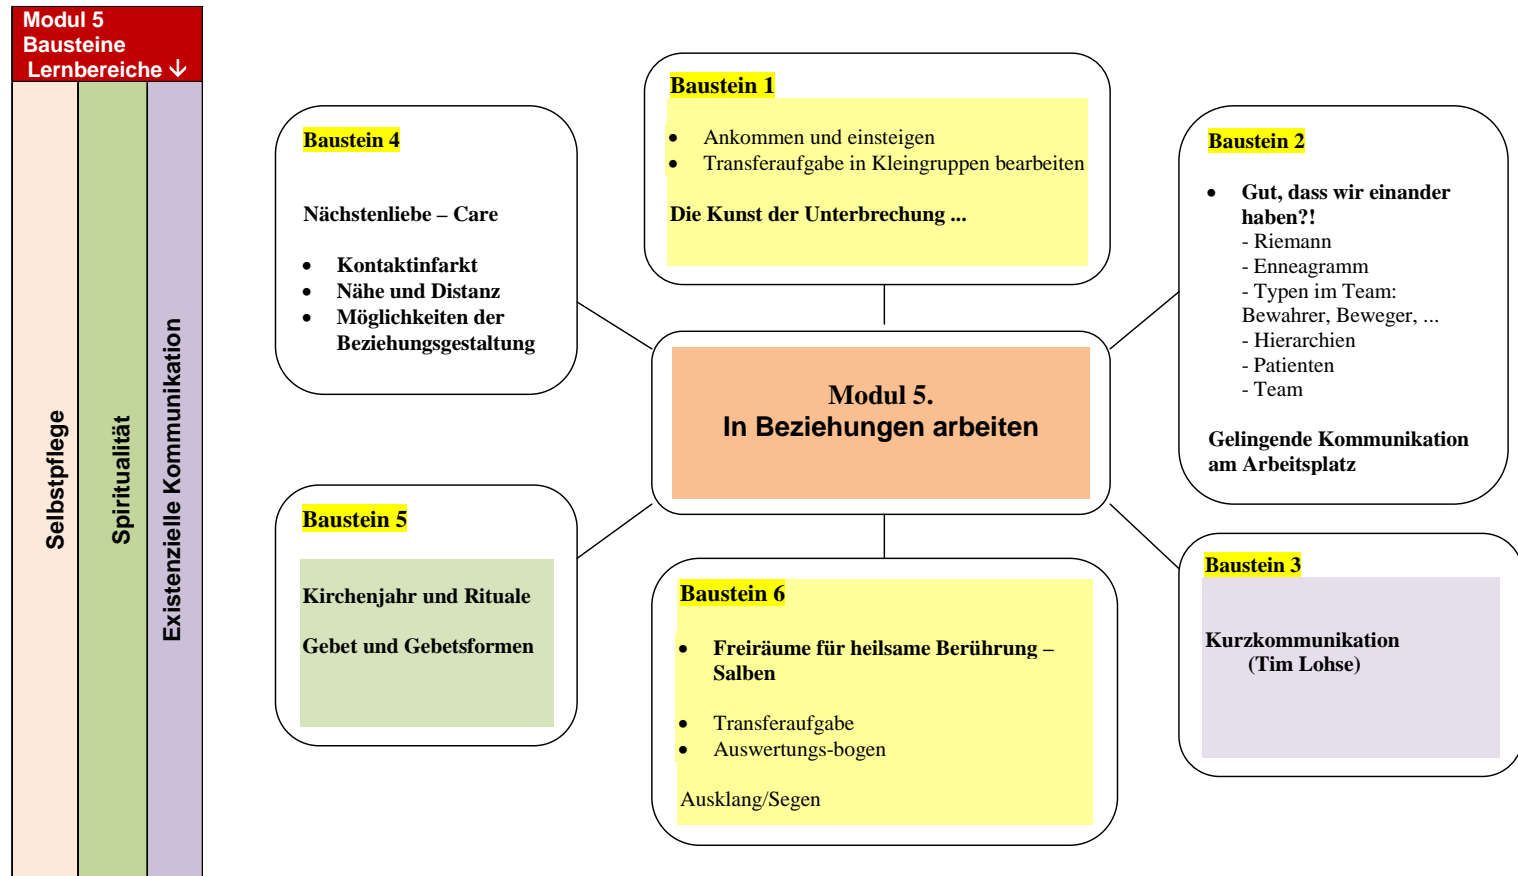 Modul 5
Bausteine
Lernbereiche ↓
Selbstpflege
Spiritualität
Existenzielle Kommunikation
Baustein 1
• Ankommen und einsteigen
• Transferaufgabe in Kleingruppen bearbeiten
Die Kunst der Unterbrechung ...
Baustein 4
Nächstenliebe – Care
• Kontaktinfarkt
• Nähe und Distanz
• Möglichkeiten der
Beziehungsgestaltung
Baustein 2
• Gut, dass wir einander
haben?!
- Riemann
- Enneagramm
- Typen im Team:
Bewahrer, Beweger, ...
- Hierarchien
- Patienten
- Team
Gelingende Kommunikation
am Arbeitsplatz
Modul 5.
In Beziehungen arbeiten
Baustein 5
Kirchenjahr und Rituale
Gebet und Gebetsformen
Baustein 6
• Freiräume für heilsame Berührung –
Salben
• Transferaufgabe
• Auswertungs-bogen
Ausklang/Segen
Baustein 3
Kurzkommunikation
(Tim Lohse)